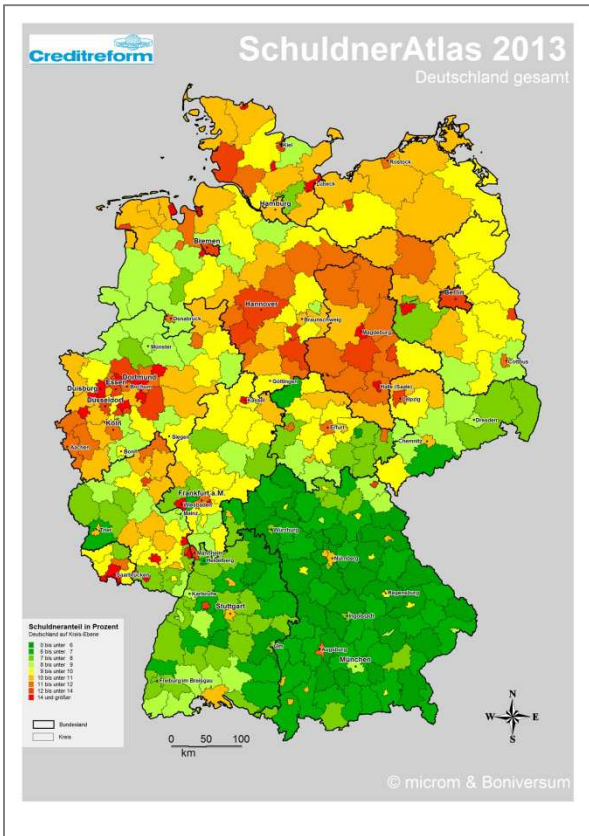 Creditreform
SchuldnerAtlas 2013
Deutschland gesamt
Kiel
Rostock
Lübeck
Hamburg
Bremen
Berlin
Hannover
Braunschweig
Osnabrück
Magdeburg
Münster
Cottbus
Dortmund
Essen
Bochum
Duisburg
Göttingen
Halle (Saale)
Düsseldorf
Kassel
Leipzig
Köln
Dresden
Erfurt
Siegen
Chemnitz
Aachen
Bonn
Frankfurt a.M.
Wiesbaden
Mainz
Trier
Würzburg
Mannheim
Heidelberg
Nürnberg
Saarbrücken
Karlsruhe
Regensburg
Stuttgart
Ingolstadt
Ulm
Augsburg
München
Freiburg im Breisgau
Schuldneranteil in Prozent
Deutschland auf Kreis-Ebene
0 bis unter 6
6 bis unter 7
7 bis unter 8
8 bis unter 9
9 bis unter 10
10 bis unter 11
11 bis unter 12
12 bis unter 14
14 und größer
Bundesland
Kreis
0 50 100
km
N
W E
S
© microm & Boniversum